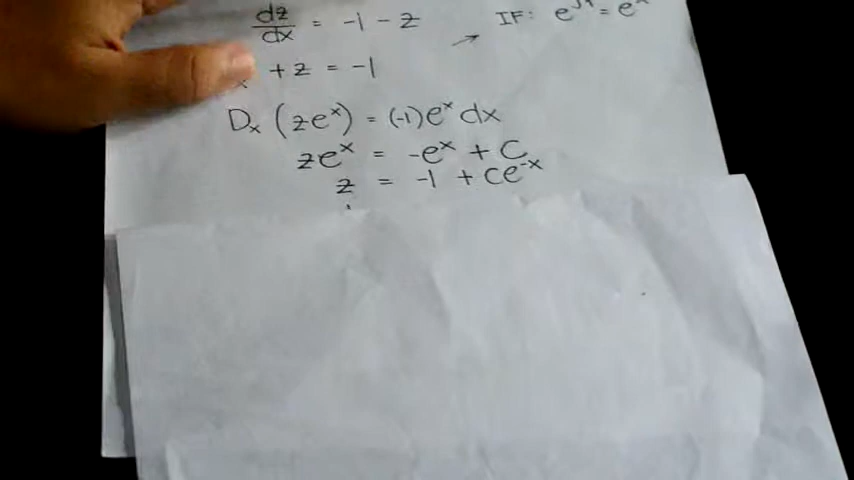 dz/dx = -1 - z → IF: e^∫1 = e^x
x + z = -1
Dx (ze^x) = (-1)e^x dx
ze^x = -e^x + C
z = -1 + Ce^-x